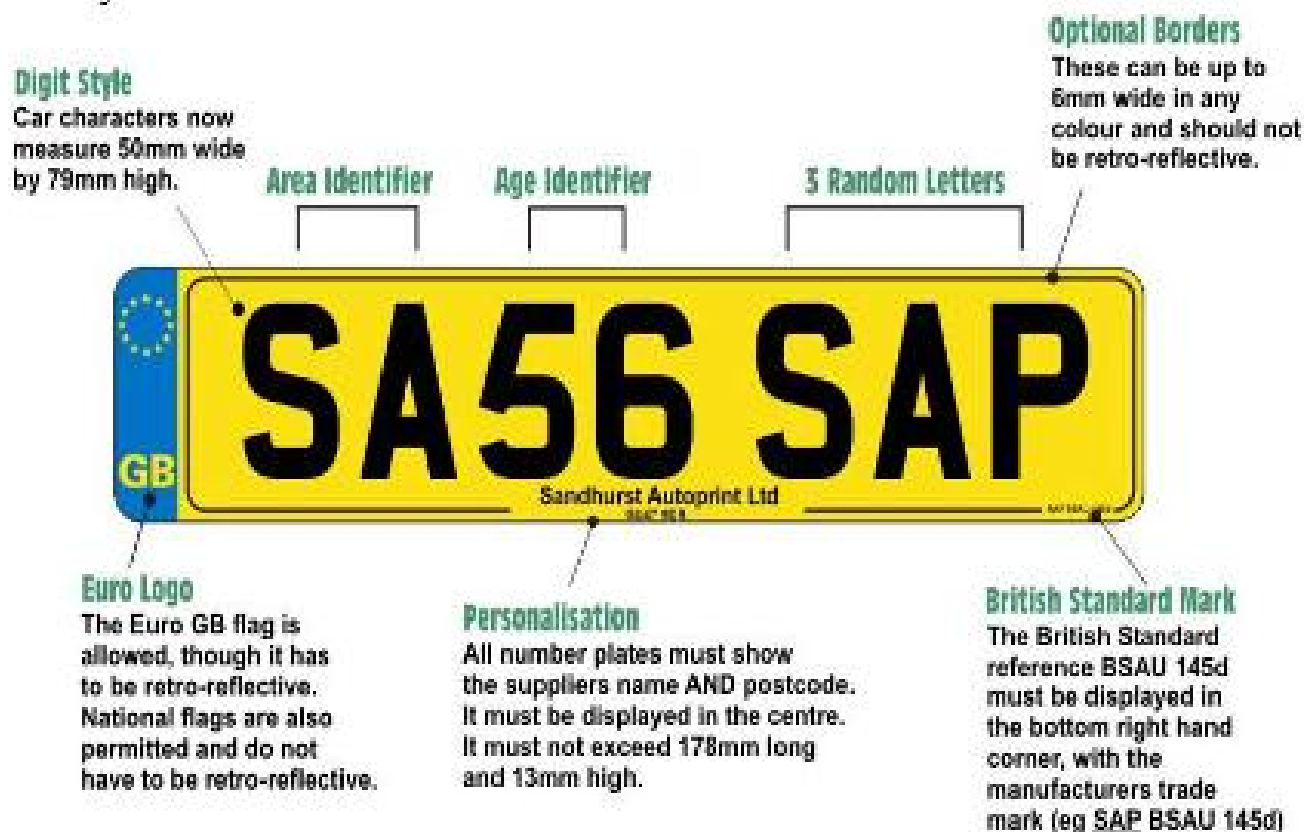 Optional Borders
These can be up to
6mm wide in any
colour and should not
be retro-reflective.
Digit Style
Car characters now
measure 50mm wide
by 79mm high.
Area Identifier
Age Identifier
3 Random Letters
SA56 SAP
GB
Sandhurst Autoprint Ltd
Euro Logo
The Euro GB flag is
allowed, though it has
to be retro-reflective.
National flags are also
permitted and do not
have to be retro-reflective.
Personalisation
All number plates must show
the suppliers name AND postcode.
It must be displayed in the centre.
It must not exceed 178mm long
and 13mm high.
British Standard Mark
The British Standard
reference BSAU 145d
must be displayed in
the bottom right hand
corner, with the
manufacturers trade
mark (eg SAP BSAU 145d)